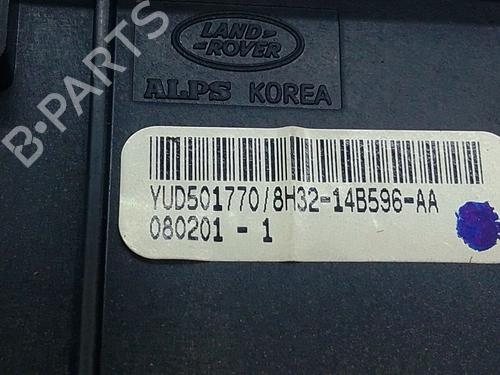 LAND
ROVER
ALPS KOREA
YUD501770/8H32-14B596-AA
080201 - 1
B-PARTS